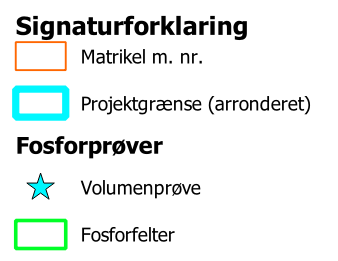 Signaturforklaring
Matrikel m. nr.
Projektgrænse (arronderet)
Fosforprøver
Volumenprøve
Fosforfelter